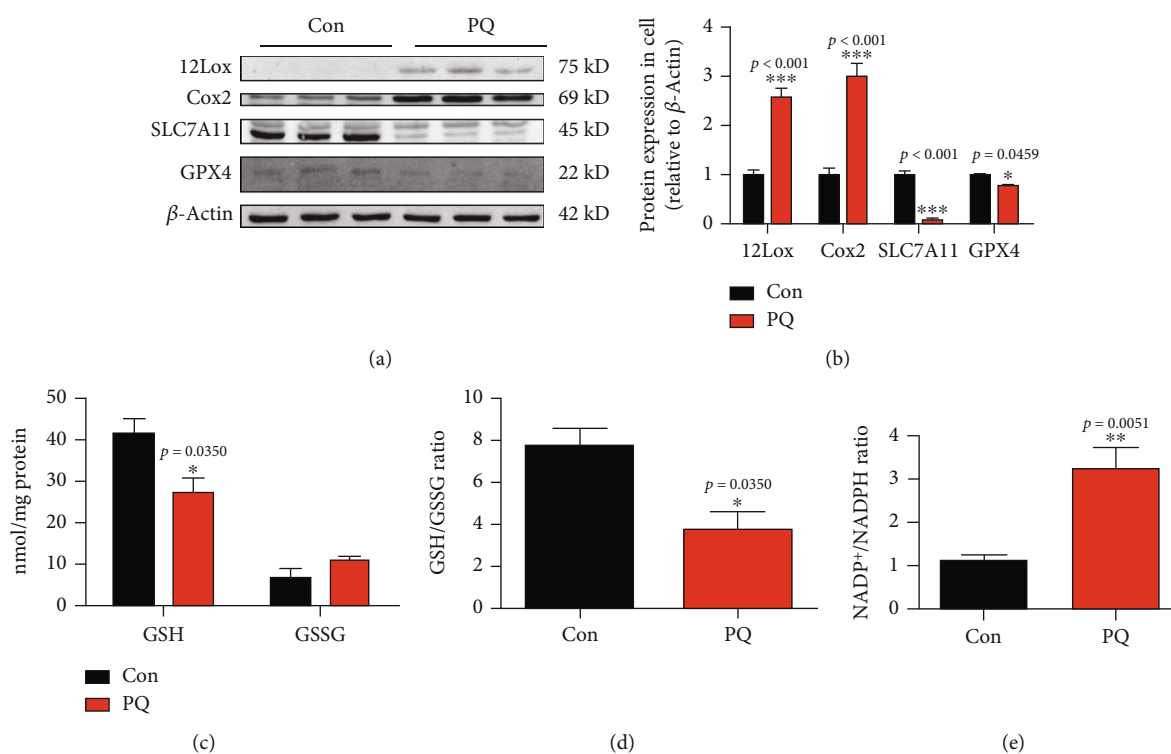 Con PQ
12Lox 75 kD
Cox2 69 kD
SLC7A11 45 kD
GPX4 22 kD
β-Actin 42 kD
(a)
Protein expression in cell
(relative to β-Actin)
4
3
2
1
0
p < 0.001
***
p < 0.001
***
p < 0.001
***
p = 0.0459
*
12Lox Cox2 SLC7A11 GPX4
Con
PQ
(b)
nmol/mg protein
50
40
30
20
10
0
p = 0.0350
*
GSH GSSG
Con
PQ
(c)
GSH/GSSG ratio
10
8
6
4
2
0
p = 0.0350
*
Con PQ
(d)
NADP⁺/NADPH ratio
4
3
2
1
0
p = 0.0051
**
Con PQ
(e)